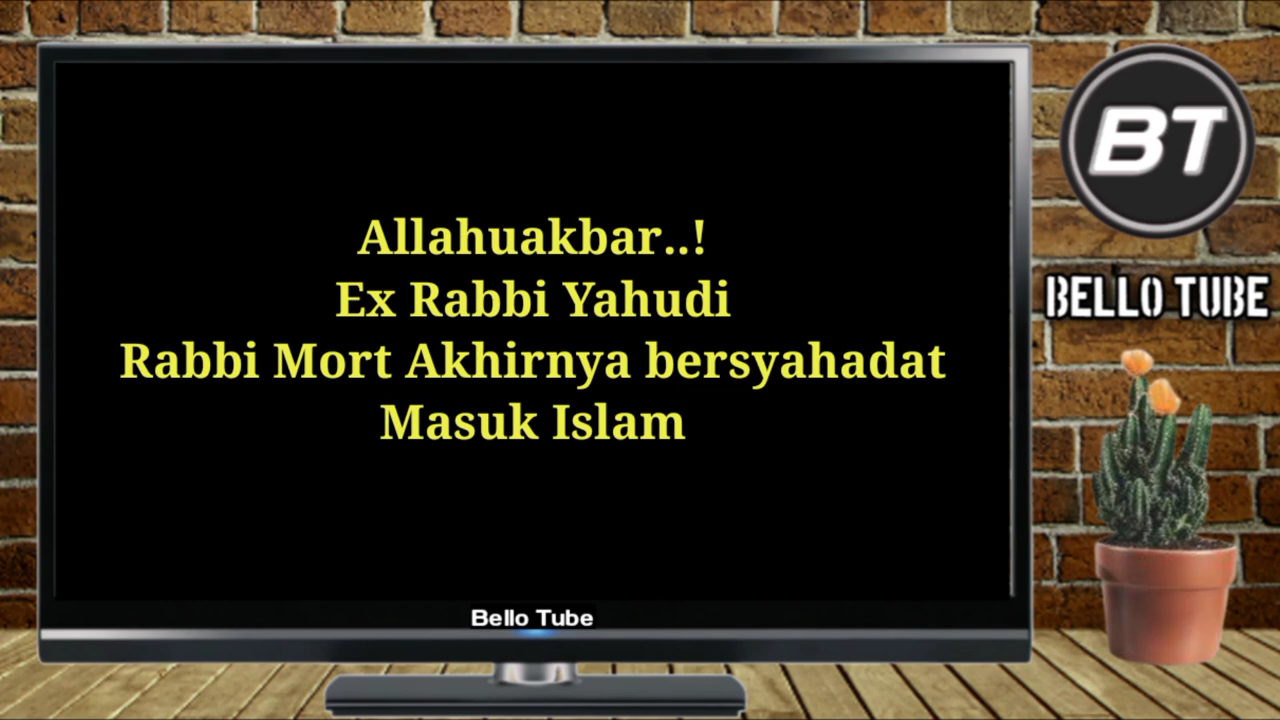 Allahuakbar..!
Ex Rabbi Yahudi
Rabbi Mort Akhirnya bersyahadat
Masuk Islam
Bello Tube
BT
BELLO TUBE